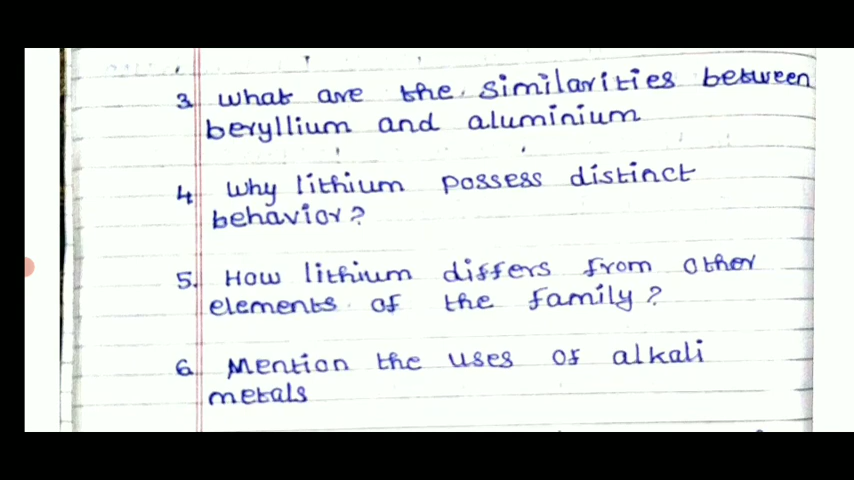 3. What are the similarities between
beryllium and aluminium
4. Why lithium possess distinct
behavior?
5. How lithium differs from other
elements of the family?
6. Mention the uses of alkali
metals